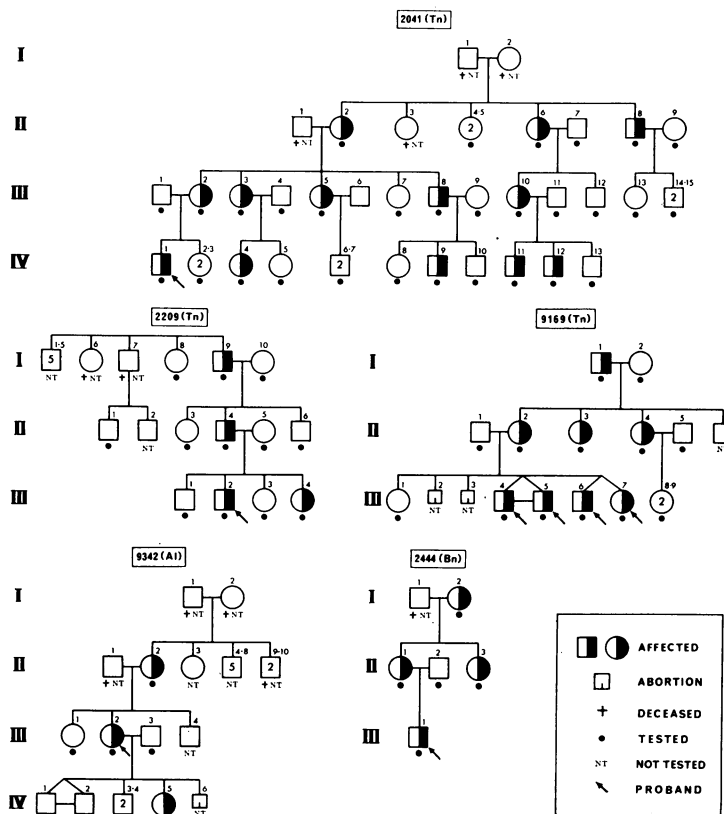 2041 (Tn)
I
1 2
† NT † NT
II
1 2 3 4-5 6 7 8 9
2
† NT † NT
III
1 2 3 4 5 6 7 8 9 10 11 12 13 14-15
2
IV
1 2-3 4 5 6-7 8 9 10 11 12 13
2 2
2209 (Tn)
I
1-5 6 7 8 9 10
5
NT † NT † NT
II
1 2 3 4 5 6
NT
III
1 2 3 4
9169 (Tn)
I
1 2
II
1 2 3 4 5
III
1 2 3 4 5 6 7 8-9
2
NT NT
9342 (Al)
I
1 2
† NT † NT
II
1 2 3 4-8 9-10
5 2
† NT NT NT † NT
III
1 2 3 4
NT
IV
1 2 3-4 5 6
2
NT
2444 (Bn)
I
1 2
† NT
II
1 2 3
III
1
AFFECTED
ABORTION
† DECEASED
TESTED
NT NOT TESTED
PROBAND